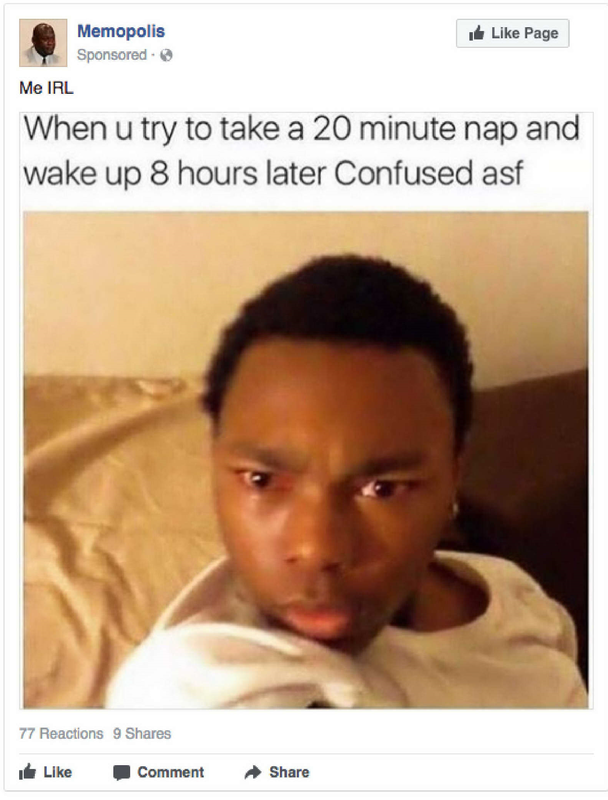 Memopolis
Like Page
Sponsored ·
Me IRL
When u try to take a 20 minute nap and
wake up 8 hours later Confused asf
77 Reactions 9 Shares
Like Comment Share